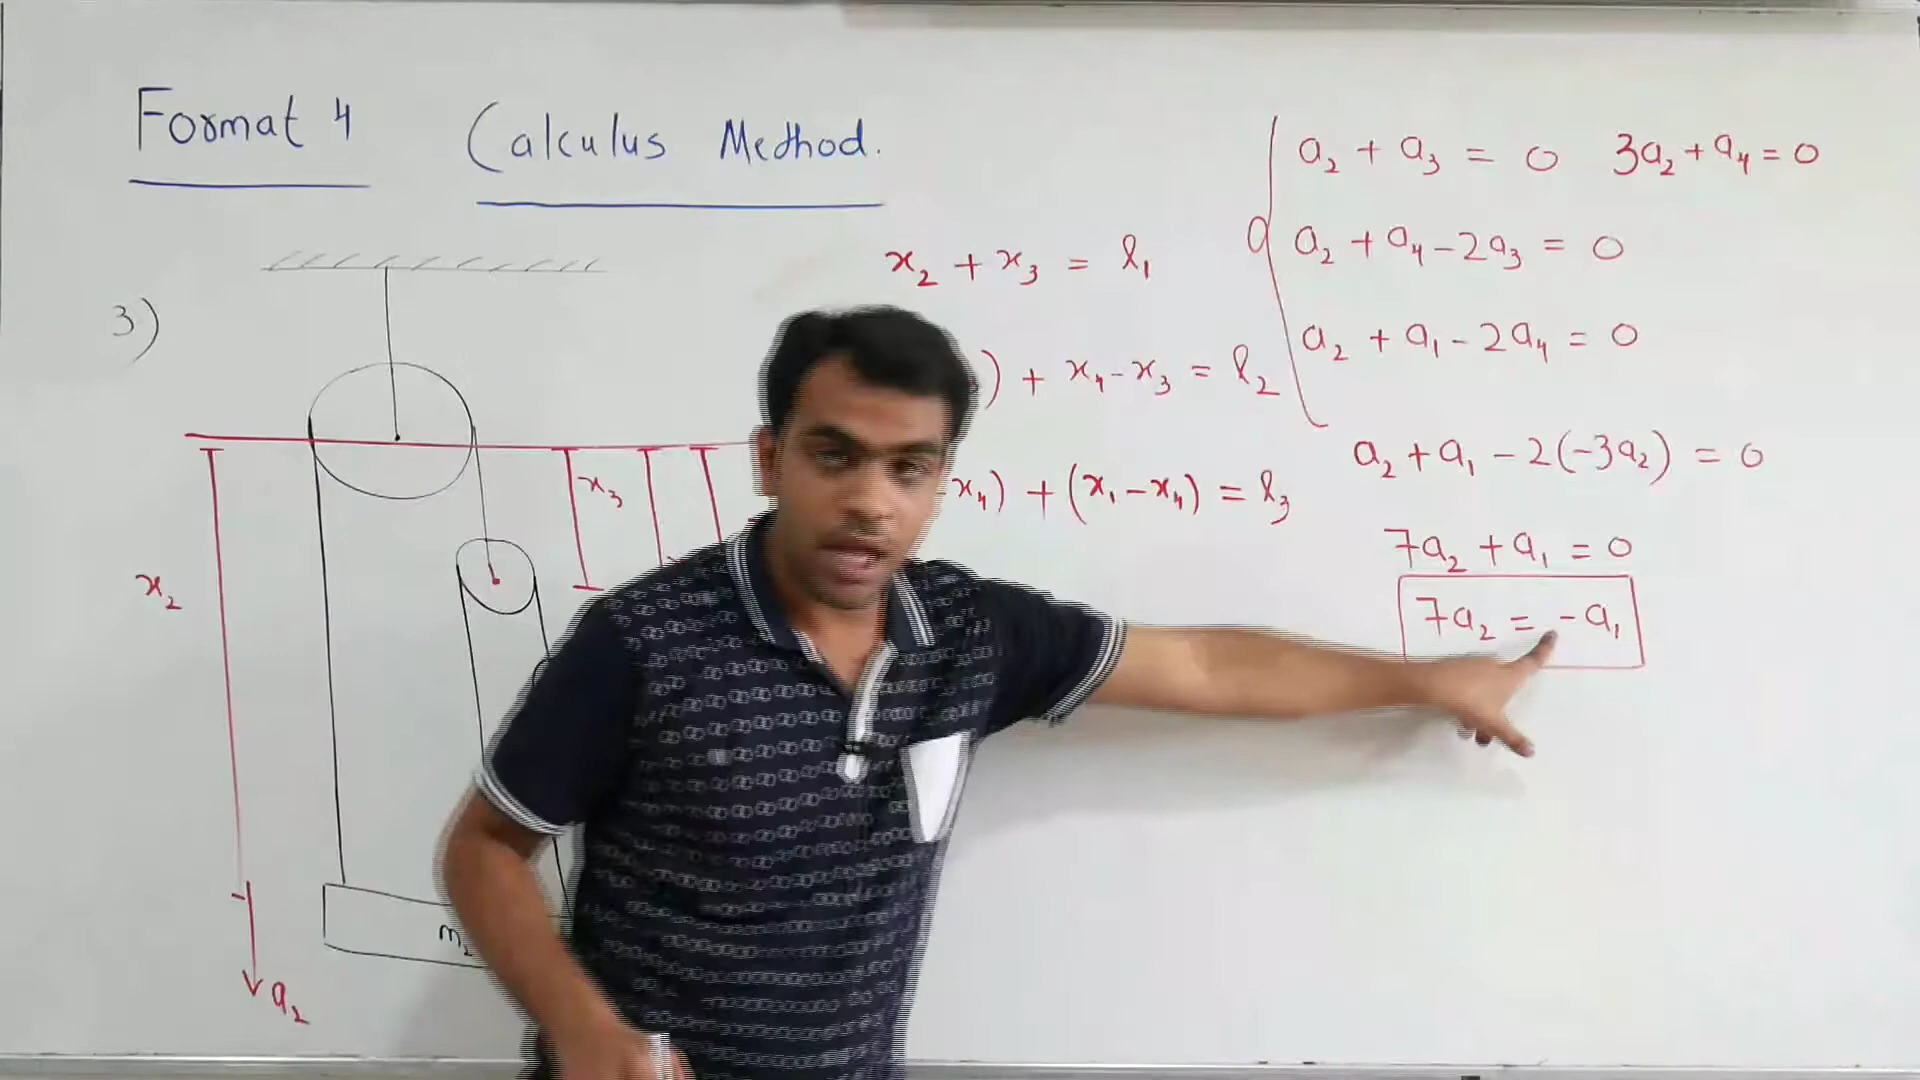 Format 4
Calculus Method.
3)
x₂
x₃
m₂
a₂
x₂ + x₃ = l₁
) + x₄ - x₃ = l₂
- x₄) + (x₁ - x₄) = l₃
a₂ + a₃ = 0 3a₂ + a₄ = 0
a₂ + a₄ - 2a₃ = 0
a₂ + a₁ - 2a₄ = 0
a₂ + a₁ - 2(-3a₂) = 0
7a₂ + a₁ = 0
7a₂ = -a₁